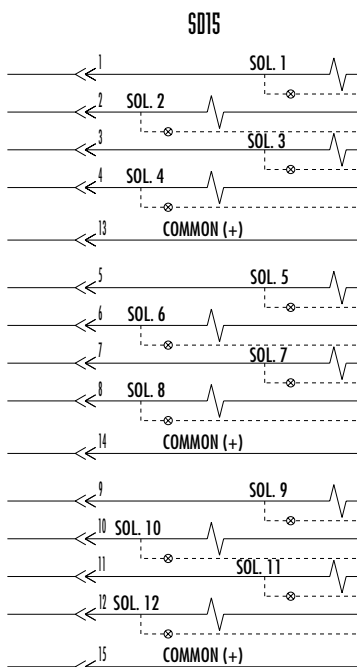 SD15
1 SOL. 1
2 SOL. 2
3 SOL. 3
4 SOL. 4
13 COMMON (+)
5 SOL. 5
6 SOL. 6
7 SOL. 7
8 SOL. 8
14 COMMON (+)
9 SOL. 9
10 SOL. 10
11 SOL. 11
12 SOL. 12
15 COMMON (+)